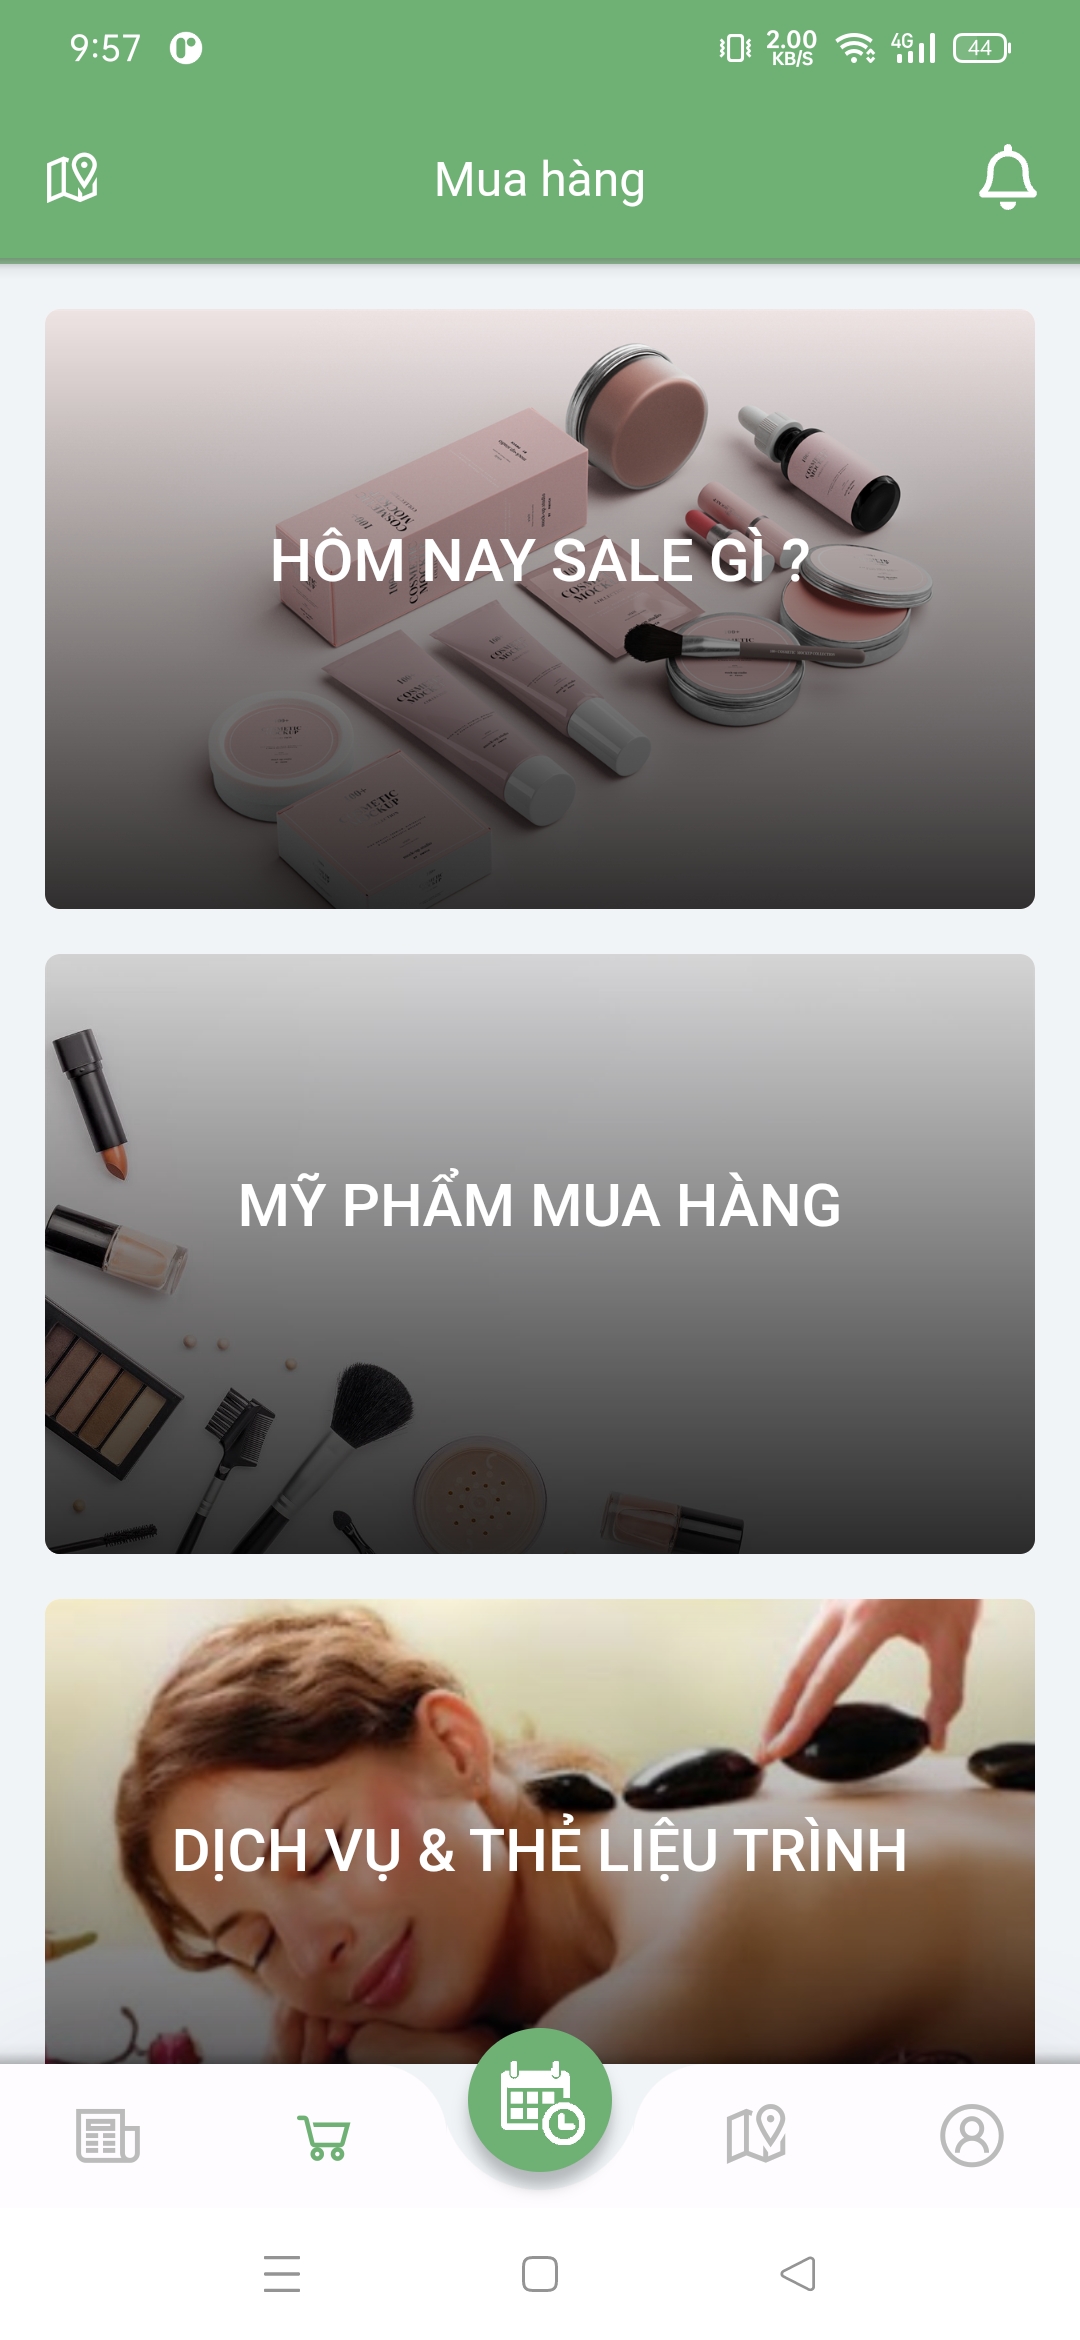 9:57
2.00
KB/S
4G
44
Mua hàng
HÔM NAY SALE GÌ ?
MỸ PHẨM MUA HÀNG
DỊCH VỤ & THẺ LIỆU TRÌNH